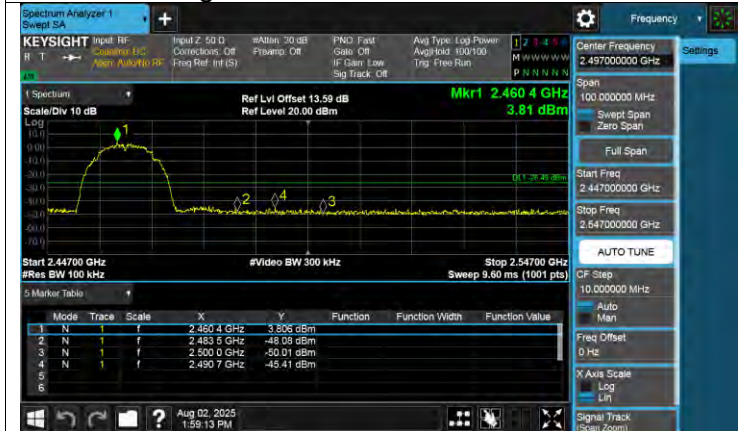 Spectrum Analyzer 1
Swept SA
Frequency
KEYSIGHT
R T
Input: RF
Coupling: DC
Align: Auto/No RF
Input Z: 50 Ω
Corrections: Off
Freq Ref: Int (S)
#Atten: 30 dB
Preamp: Off
PNO: Fast
Gate: Off
IF Gain: Low
Sig Track: Off
Avg Type: Log-Power
Avg|Hold: 100/100
Trig: Free Run
1 2 3 4 5 6
M W W W W W
P N N N N N
Center Frequency
2.497000000 GHz
Settings
1 Spectrum
Scale/Div 10 dB
Log
Ref Lvl Offset 13.59 dB
Ref Level 20.00 dBm
Mkr1 2.460 4 GHz
3.81 dBm
Span
100.000000 MHz
Swept Span
Zero Span
Full Span
Start Freq
2.447000000 GHz
Stop Freq
2.547000000 GHz
AUTO TUNE
CF Step
10.000000 MHz
Auto
Man
Freq Offset
0 Hz
X Axis Scale
Log
Lin
Signal Track
(Span Zoom)
10.0
0.00
-10.0
-20.0
-30.0
-40.0
-50.0
-60.0
-70.0
1
2
4
3
DL1 -26.49 dBm
Start 2.44700 GHz
#Res BW 100 kHz
#Video BW 300 kHz
Stop 2.54700 GHz
Sweep 9.60 ms (1001 pts)
5 Marker Table
Mode Trace Scale X Y Function Function Width Function Value
1 N 1 f 2.460 4 GHz 3.806 dBm
2 N 1 f 2.483 5 GHz -48.08 dBm
3 N 1 f 2.500 0 GHz -50.01 dBm
4 N 1 f 2.490 7 GHz -45.41 dBm
5
6
Aug 02, 2025
1:59:13 PM